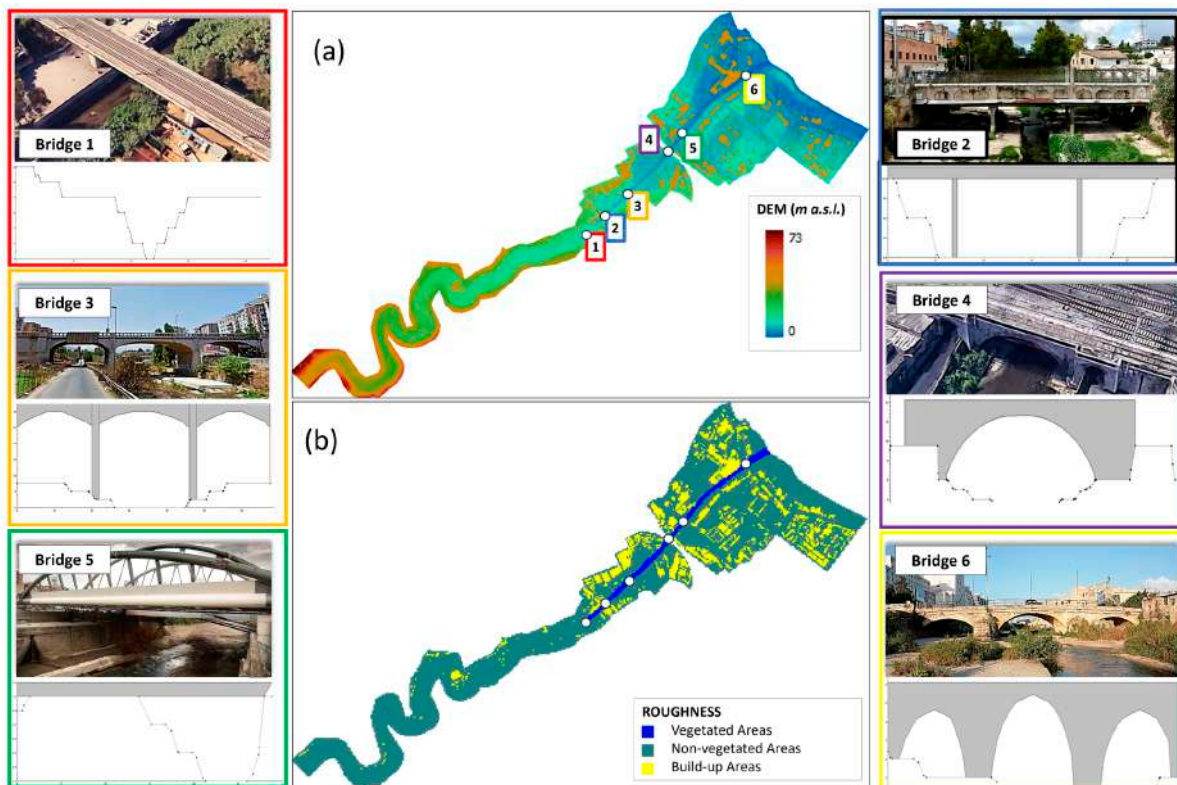 Bridge 1
(a)
6
4
5
3
2
1
DEM (m a.s.l.)
73
0
Bridge 2
Bridge 3
Bridge 4
(b)
ROUGHNESS
Vegetated Areas
Non-vegetated Areas
Build-up Areas
Bridge 5
Bridge 6